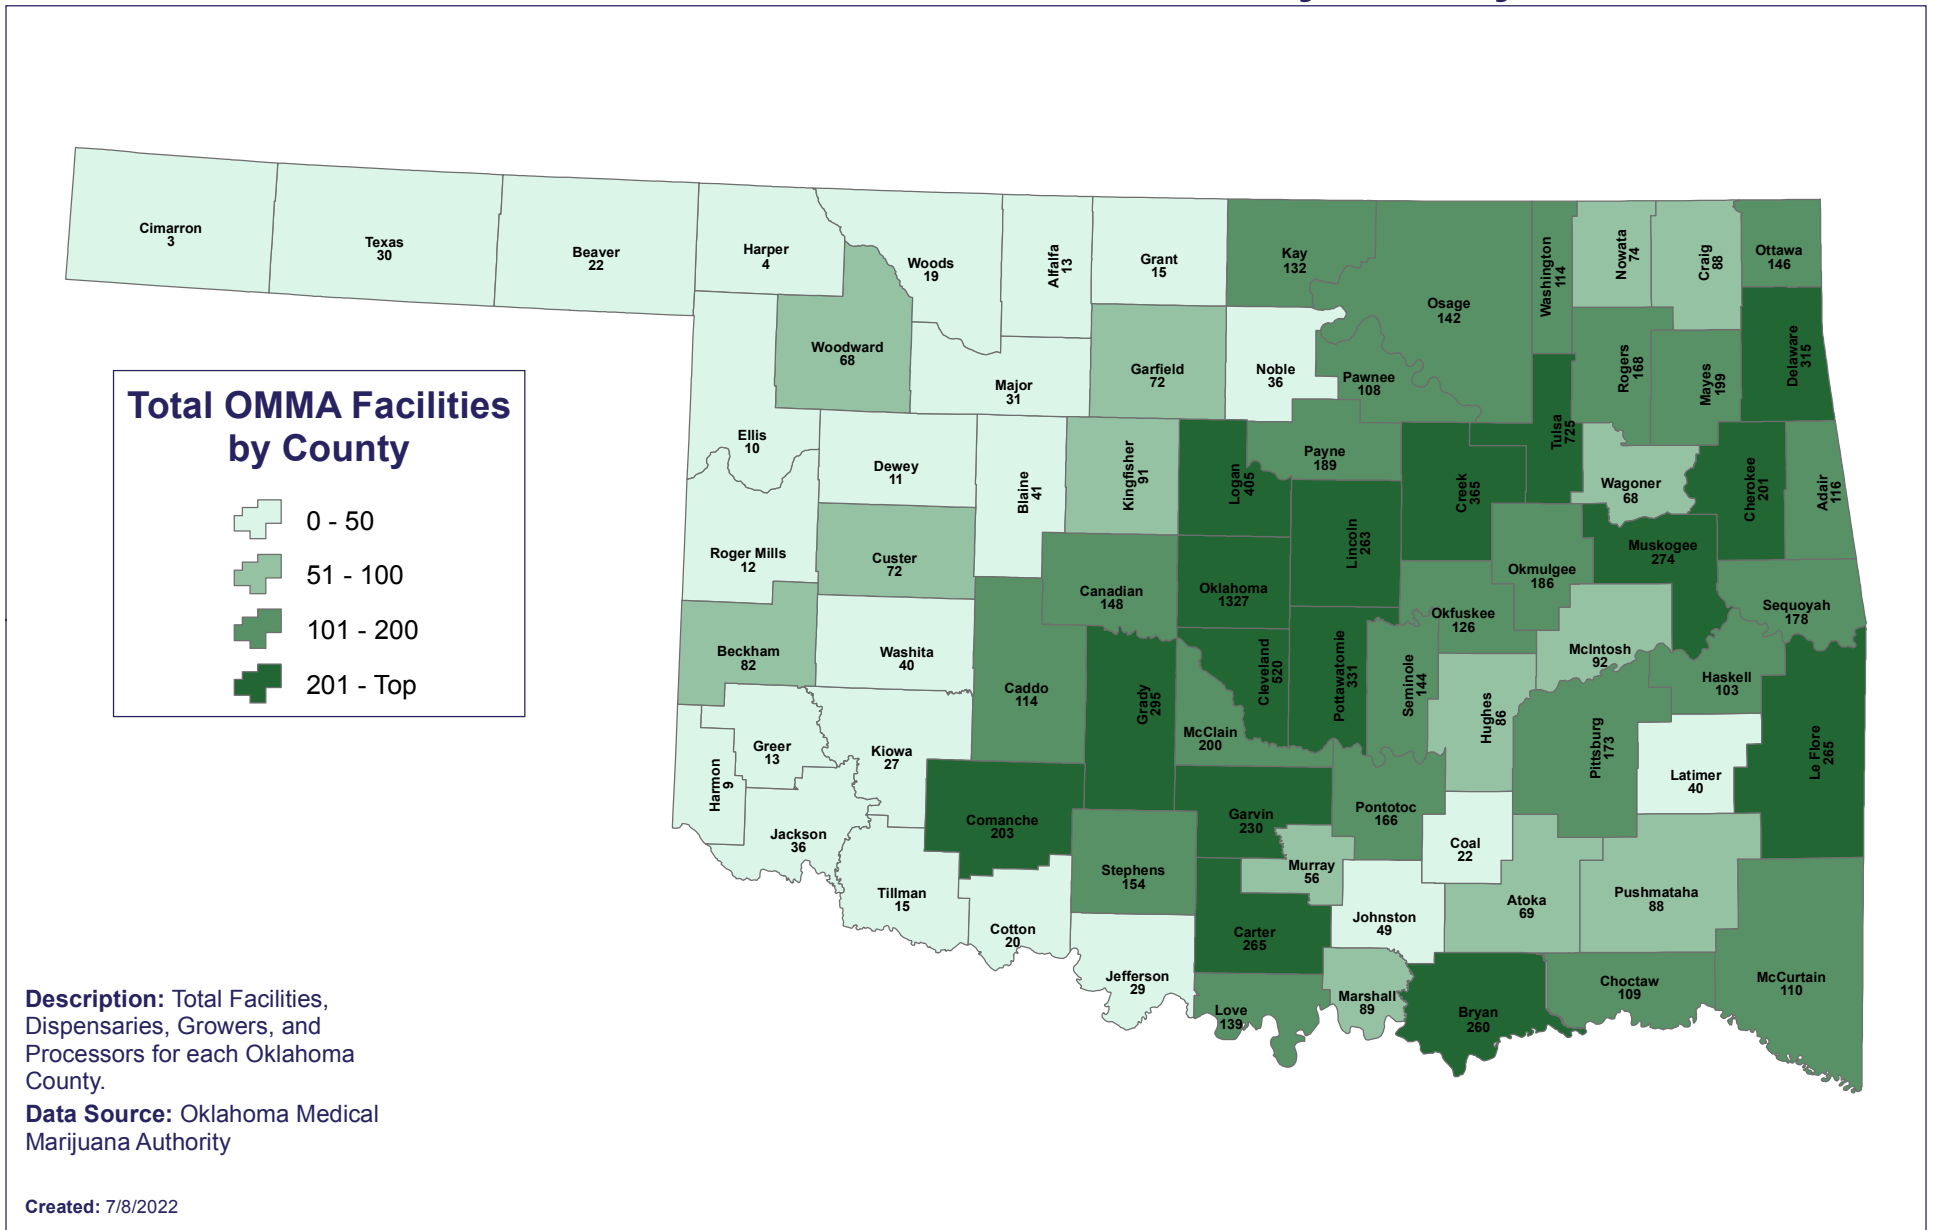 Cimarron
3
Texas
30
Beaver
22
Harper
4
Woods
19
Alfalfa
13
Grant
15
Kay
132
Osage
142
Washington
114
Nowata
74
Craig
88
Ottawa
146
Woodward
68
Major
31
Garfield
72
Noble
36
Pawnee
108
Rogers
168
Mayes
199
Delaware
315
Total OMMA Facilities
by County
0 - 50
51 - 100
101 - 200
201 - Top
Ellis
10
Dewey
11
Blaine
41
Kingfisher
91
Logan
405
Payne
189
Creek
365
Tulsa
725
Wagoner
68
Cherokee
201
Adair
116
Roger Mills
12
Custer
72
Canadian
148
Oklahoma
1327
Lincoln
263
Okmulgee
186
Muskogee
274
Okfuskee
126
Sequoyah
178
Beckham
82
Washita
40
Caddo
114
Grady
295
McClain
200
Cleveland
520
Pottawatomie
331
Seminole
144
Hughes
86
McIntosh
92
Haskell
103
Pittsburg
173
Latimer
40
Le Flore
265
Harmon
9
Greer
13
Kiowa
27
Jackson
36
Comanche
203
Tillman
15
Cotton
20
Stephens
154
Garvin
230
Murray
56
Pontotoc
166
Coal
22
Johnston
49
Atoka
69
Pushmataha
88
Jefferson
29
Carter
265
Love
139
Marshall
89
Bryan
260
Choctaw
109
McCurtain
110
Description: Total Facilities,
Dispensaries, Growers, and
Processors for each Oklahoma
County.
Data Source: Oklahoma Medical
Marijuana Authority
Created: 7/8/2022